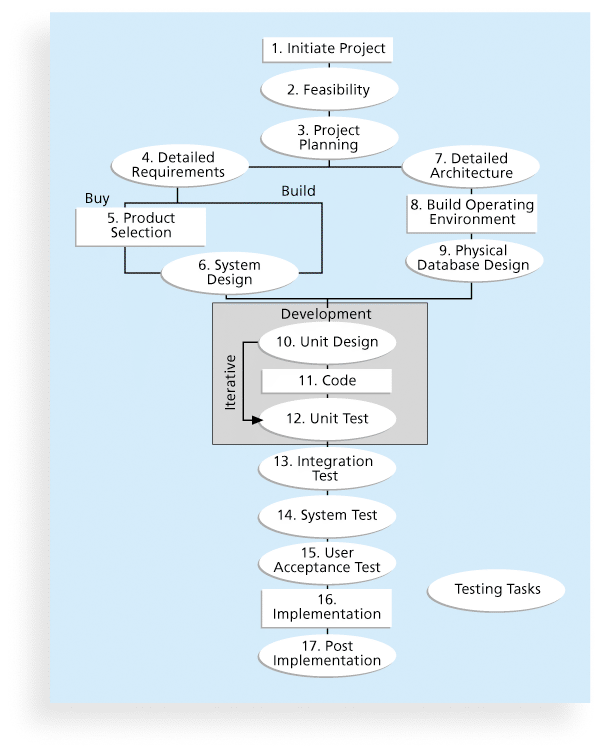 1. Initiate Project
2. Feasibility
3. Project
Planning
4. Detailed
Requirements
7. Detailed
Architecture
Buy
Build
5. Product
Selection
8. Build Operating
Environment
6. System
Design
9. Physical
Database Design
Development
10. Unit Design
Iterative
11. Code
12. Unit Test
13. Integration
Test
14. System Test
15. User
Acceptance Test
Testing Tasks
16.
Implementation
17. Post
Implementation